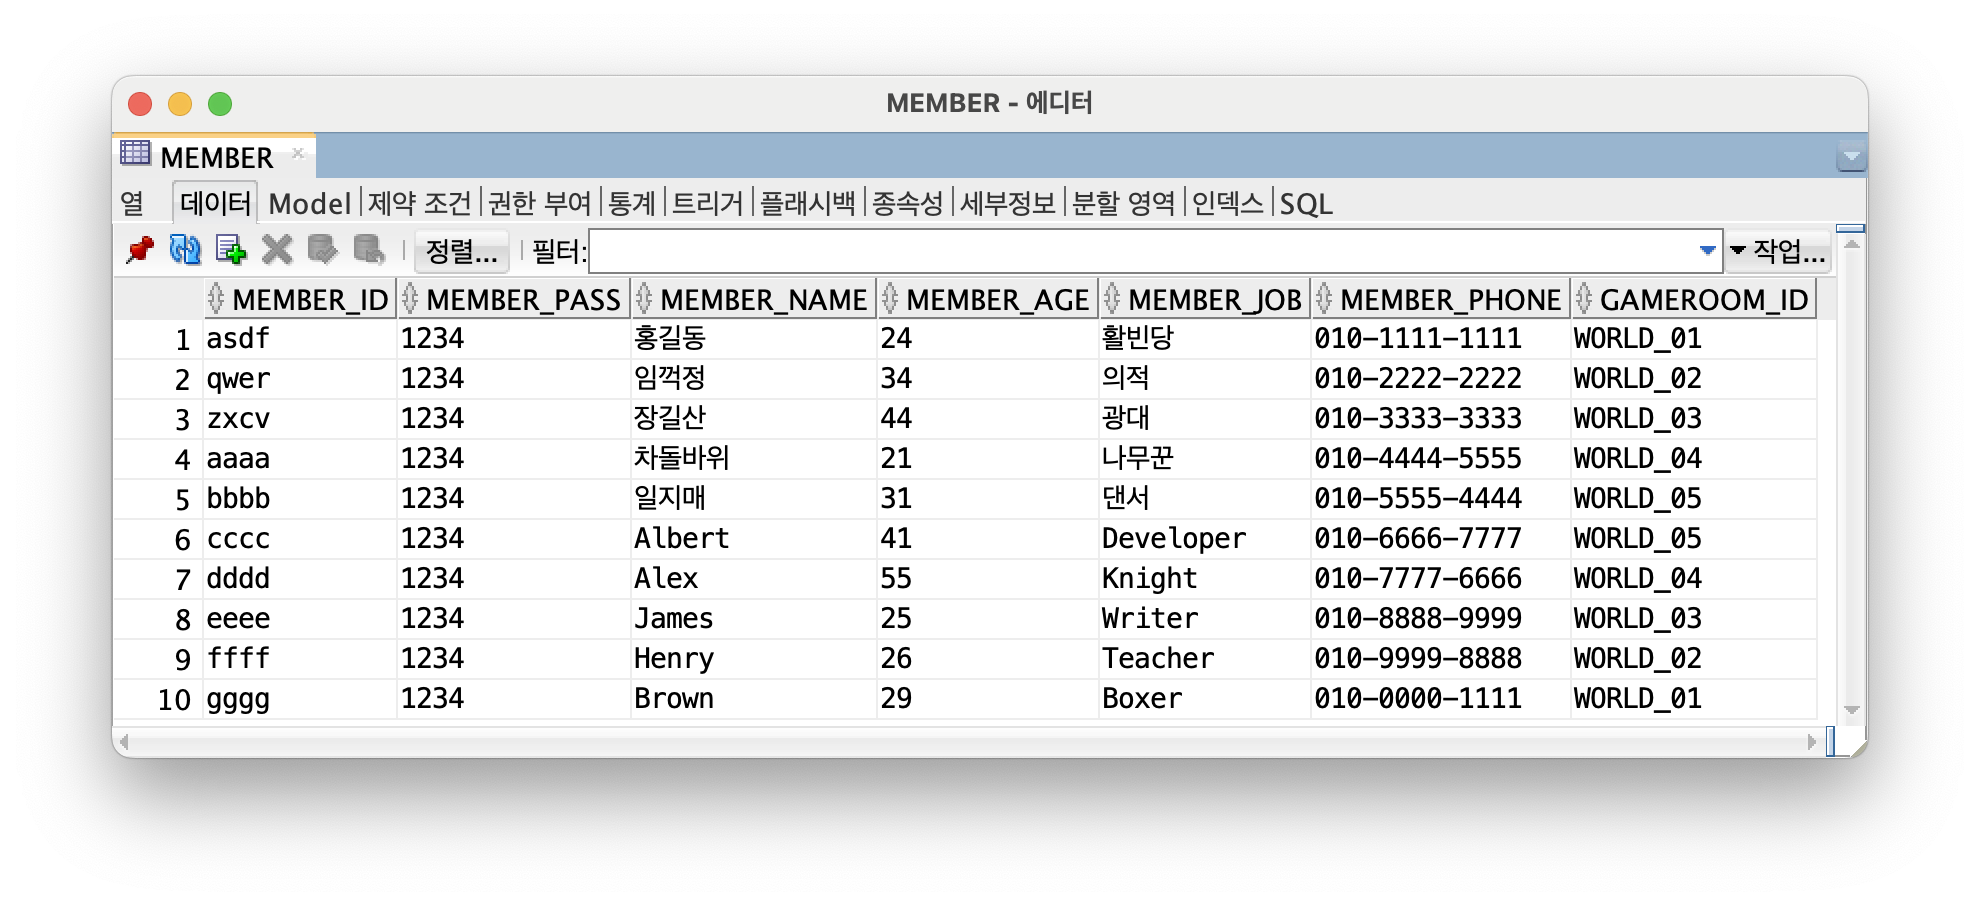 MEMBER - 에디터
MEMBER
열 데이터 Model 제약 조건 권한 부여 통계 트리거 플래시백 종속성 세부정보 분할 영역 인덱스 SQL
정렬... 필터: 작업...
MEMBER_ID MEMBER_PASS MEMBER_NAME MEMBER_AGE MEMBER_JOB MEMBER_PHONE GAMEROOM_ID
1 asdf 1234 홍길동 24 활빈당 010-1111-1111 WORLD_01
2 qwer 1234 임꺽정 34 의적 010-2222-2222 WORLD_02
3 zxcv 1234 장길산 44 광대 010-3333-3333 WORLD_03
4 aaaa 1234 차돌바위 21 나무꾼 010-4444-5555 WORLD_04
5 bbbb 1234 일지매 31 댄서 010-5555-4444 WORLD_05
6 cccc 1234 Albert 41 Developer 010-6666-7777 WORLD_05
7 dddd 1234 Alex 55 Knight 010-7777-6666 WORLD_04
8 eeee 1234 James 25 Writer 010-8888-9999 WORLD_03
9 ffff 1234 Henry 26 Teacher 010-9999-8888 WORLD_02
10 gggg 1234 Brown 29 Boxer 010-0000-1111 WORLD_01